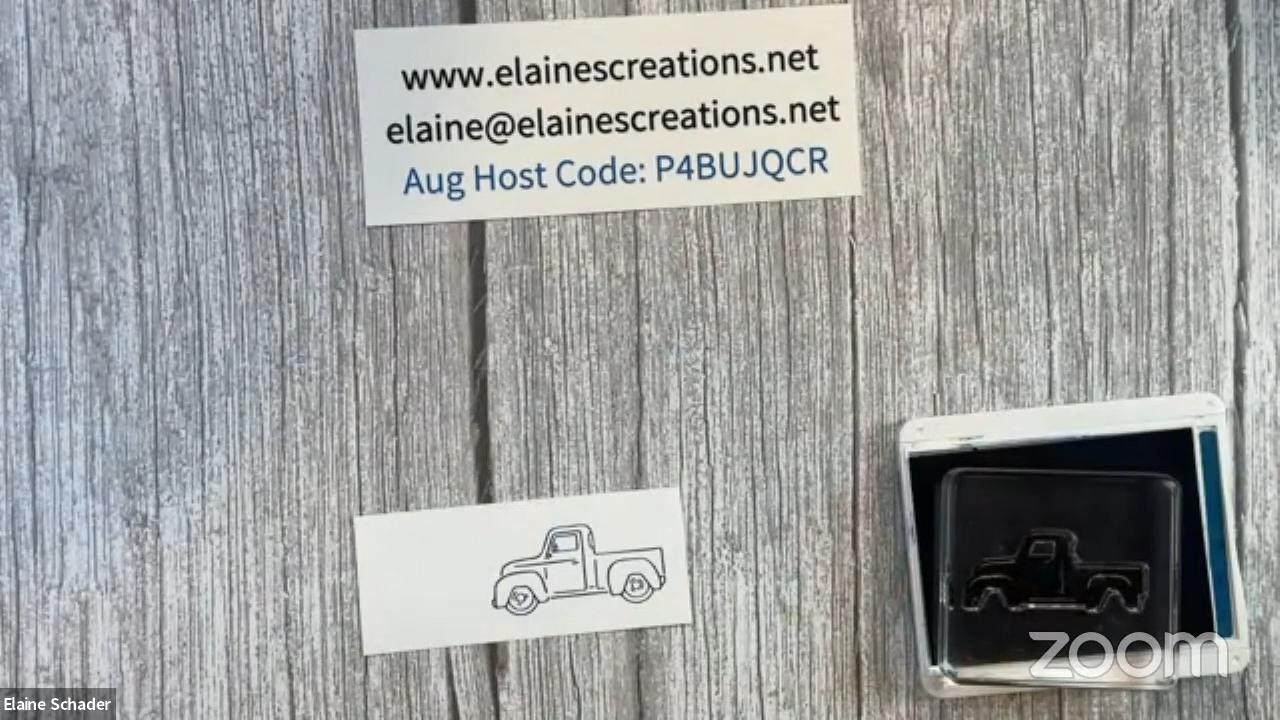 www.elainescreations.net
elaine@elainescreations.net
Aug Host Code: P4BUJQCR
zoom
Elaine Schader